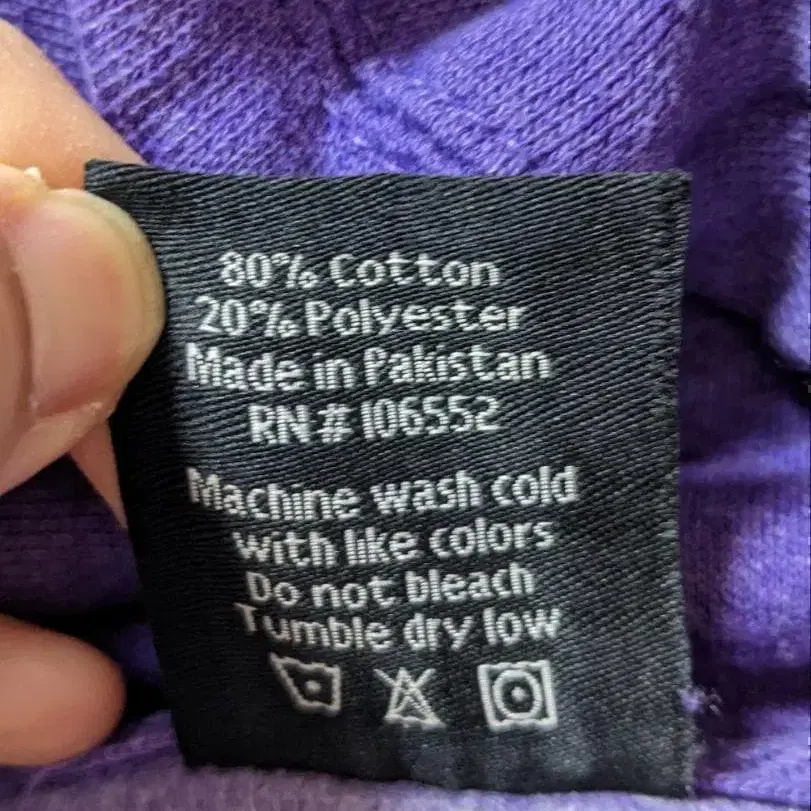 80% Cotton
20% Polyester
Made in Pakistan
RN # 106552
Machine wash cold
with like colors
Do not bleach
Tumble dry low